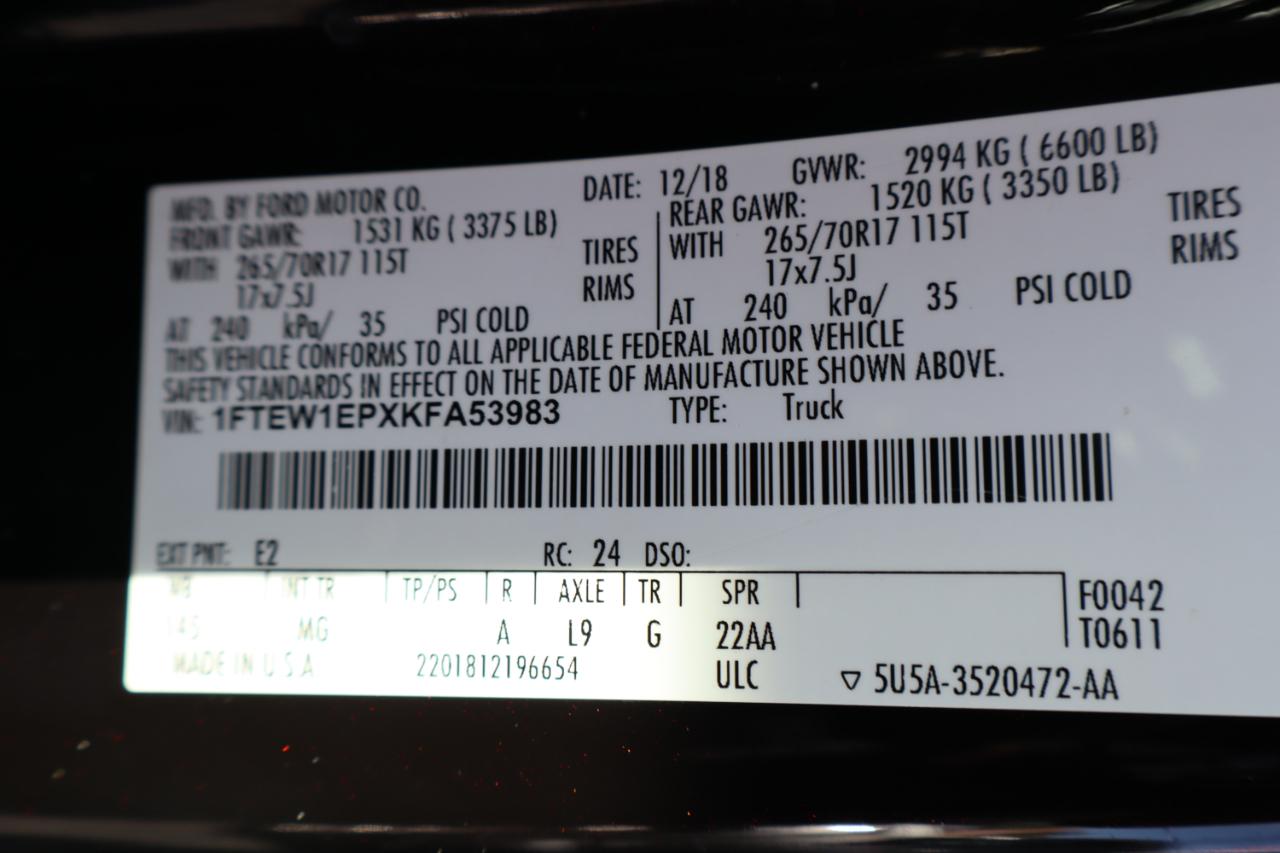 MFD. BY FORD MOTOR CO. DATE: 12/18 GVWR: 2994 KG ( 6600 LB)
FRONT GAWR: 1531 KG ( 3375 LB) REAR GAWR: 1520 KG ( 3350 LB)
WITH 265/70R17 115T TIRES WITH 265/70R17 115T TIRES
17x7.5J RIMS 17x7.5J RIMS
AT 240 kPa/ 35 PSI COLD AT 240 kPa/ 35 PSI COLD
THIS VEHICLE CONFORMS TO ALL APPLICABLE FEDERAL MOTOR VEHICLE
SAFETY STANDARDS IN EFFECT ON THE DATE OF MANUFACTURE SHOWN ABOVE.
VIN: 1FTEW1EPXKFA53983 TYPE: Truck
EXT PNT: E2 RC: 24 DSO:
WB INT TR TP/PS R AXLE TR SPR F0042
145 MG A L9 G 22AA T0611
MADE IN U.S.A 2201812196654 ULC ▽ 5U5A-3520472-AA